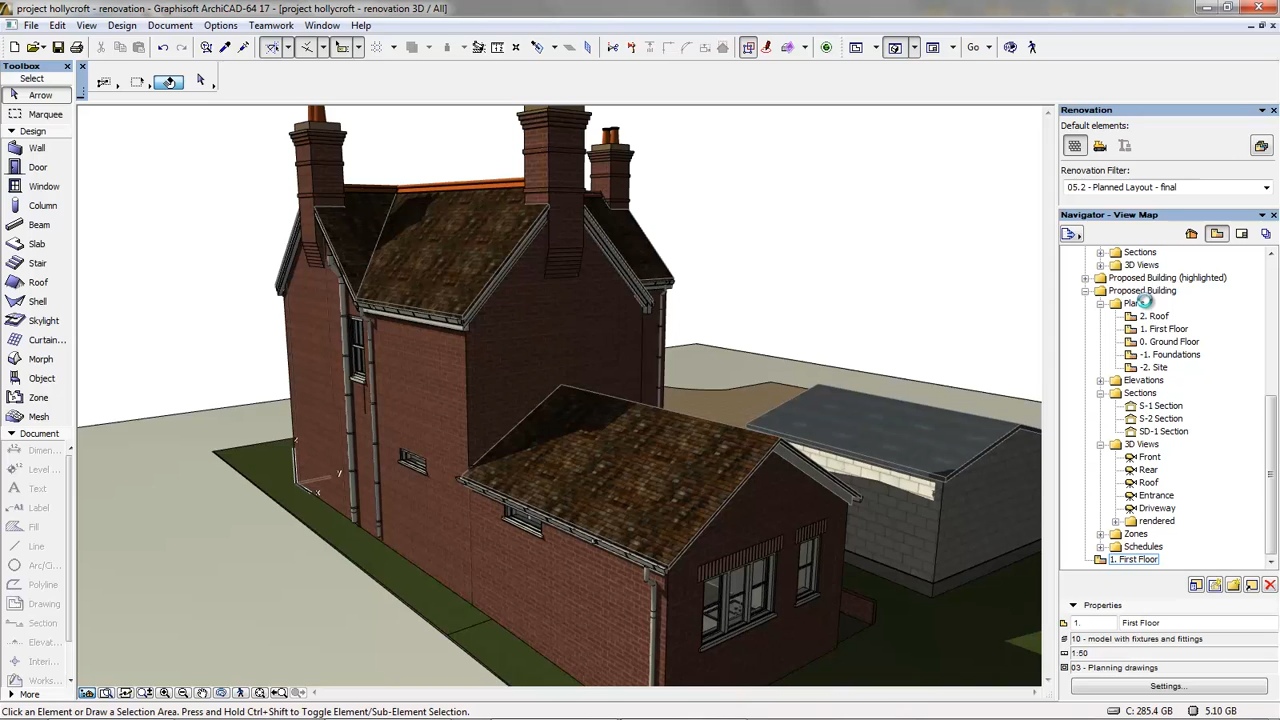 project hollycroft - renovation - Graphisoft ArchiCAD-64 17 - [project hollycroft - renovation 3D / All]
File Edit View Design Document Options Teamwork Window Help
Go
Toolbox
Select
Arrow
Marquee
Design
Wall
Door
Window
Column
Beam
Slab
Stair
Roof
Shell
Skylight
Curtain...
Morph
Object
Zone
Mesh
Document
Dimen...
Level ...
Text
Label
Fill
Line
Arc/Ci...
Polyline
Drawing
Section
Elevat...
Interi...
Works...
More
y
x
Renovation
Default elements:
Renovation Filter:
05.2 - Planned Layout - final
Navigator - View Map
Sections
3D Views
Proposed Building (highlighted)
Proposed Building
2. Roof
1. First Floor
0. Ground Floor
-1. Foundations
-2. Site
Elevations
Sections
S-1 Section
S-2 Section
SD-1 Section
3D Views
Front
Rear
Roof
Entrance
Driveway
rendered
Zones
Schedules
1. First Floor
Properties
1. First Floor
10 - model with fixtures and fittings
1:50
03 - Planning drawings
Settings...
Click an Element or Draw a Selection Area. Press and Hold Ctrl+Shift to Toggle Element/Sub-Element Selection.
C: 285.4 GB 5.10 GB